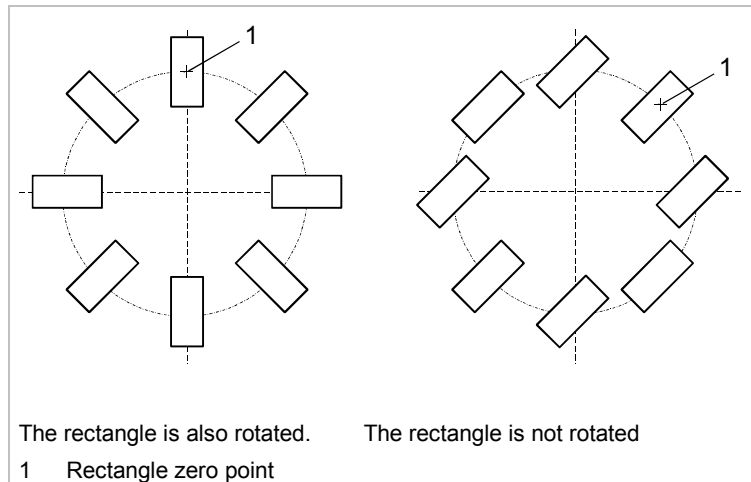 1
1
The rectangle is also rotated.
The rectangle is not rotated
1 Rectangle zero point